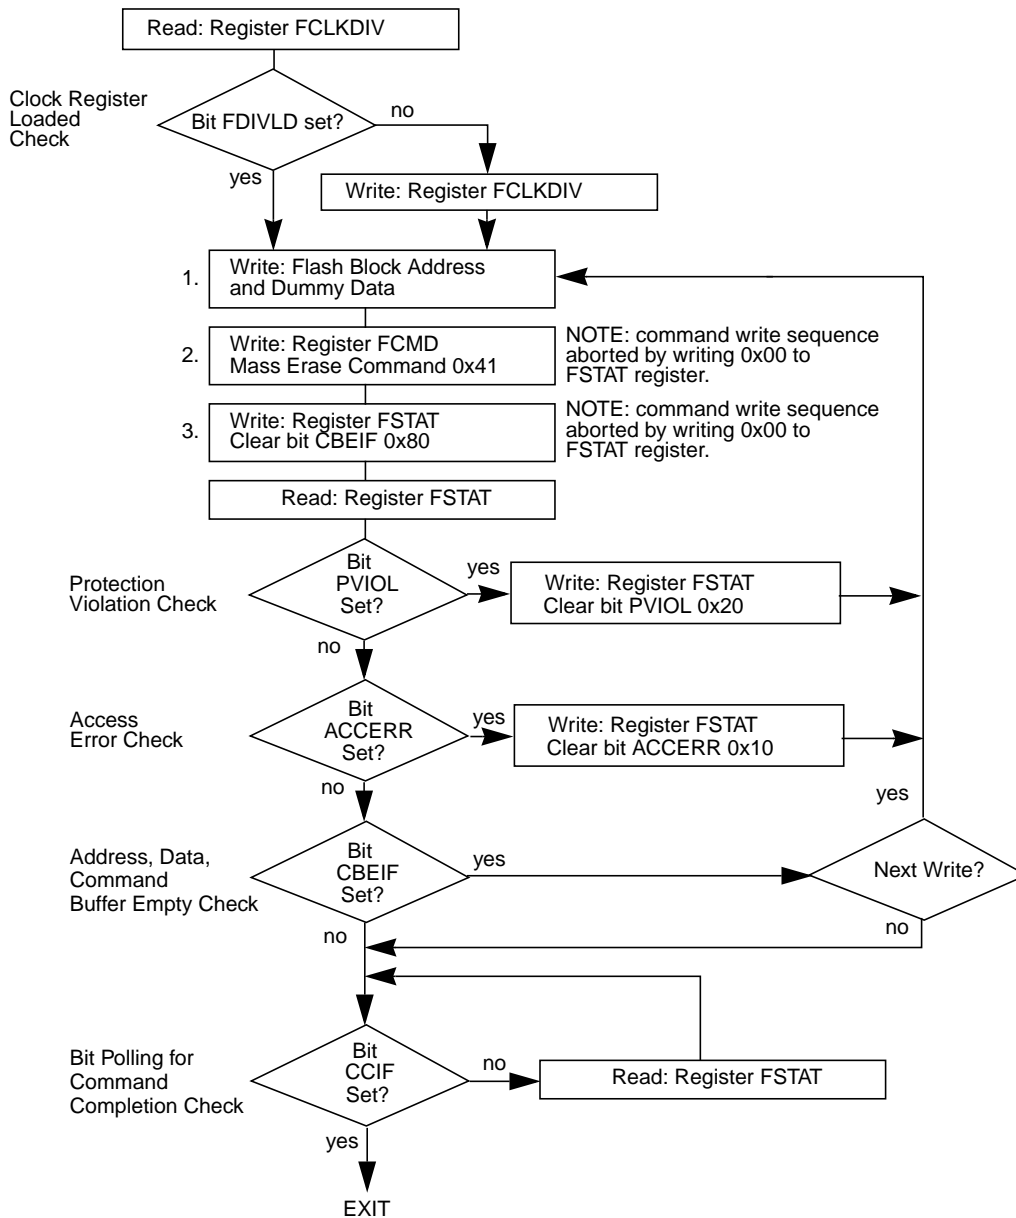 Read: Register FCLKDIV
Clock Register
Loaded
Check
Bit FDIVLD set?
no
yes
Write: Register FCLKDIV
1.
Write: Flash Block Address
and Dummy Data
2.
Write: Register FCMD
Mass Erase Command 0x41
NOTE: command write sequence
aborted by writing 0x00 to
FSTAT register.
3.
Write: Register FSTAT
Clear bit CBEIF 0x80
NOTE: command write sequence
aborted by writing 0x00 to
FSTAT register.
Read: Register FSTAT
Protection
Violation Check
Bit
PVIOL
Set?
yes
Write: Register FSTAT
Clear bit PVIOL 0x20
no
Access
Error Check
Bit
ACCERR
Set?
yes
Write: Register FSTAT
Clear bit ACCERR 0x10
no
yes
Address, Data,
Command
Buffer Empty Check
Bit
CBEIF
Set?
yes
Next Write?
no
no
Bit Polling for
Command
Completion Check
Bit
CCIF
Set?
no
Read: Register FSTAT
yes
EXIT